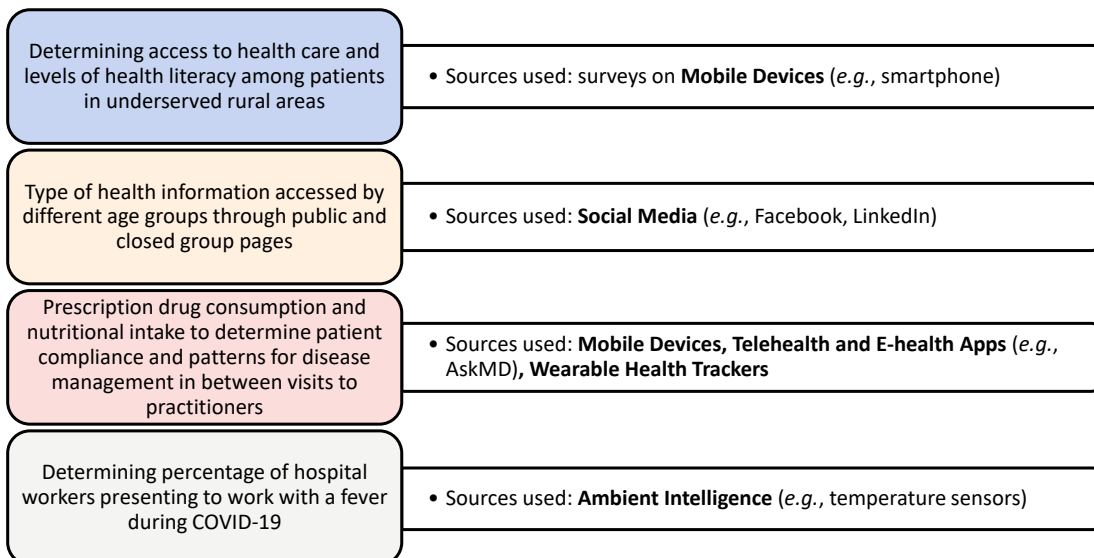 Determining access to health care and
levels of health literacy among patients
in underserved rural areas
• Sources used: surveys on Mobile Devices (e.g., smartphone)
Type of health information accessed by
different age groups through public and
closed group pages
• Sources used: Social Media (e.g., Facebook, LinkedIn)
Prescription drug consumption and
nutritional intake to determine patient
compliance and patterns for disease
management in between visits to
practitioners
• Sources used: Mobile Devices, Telehealth and E-health Apps (e.g.,
AskMD), Wearable Health Trackers
Determining percentage of hospital
workers presenting to work with a fever
during COVID-19
• Sources used: Ambient Intelligence (e.g., temperature sensors)